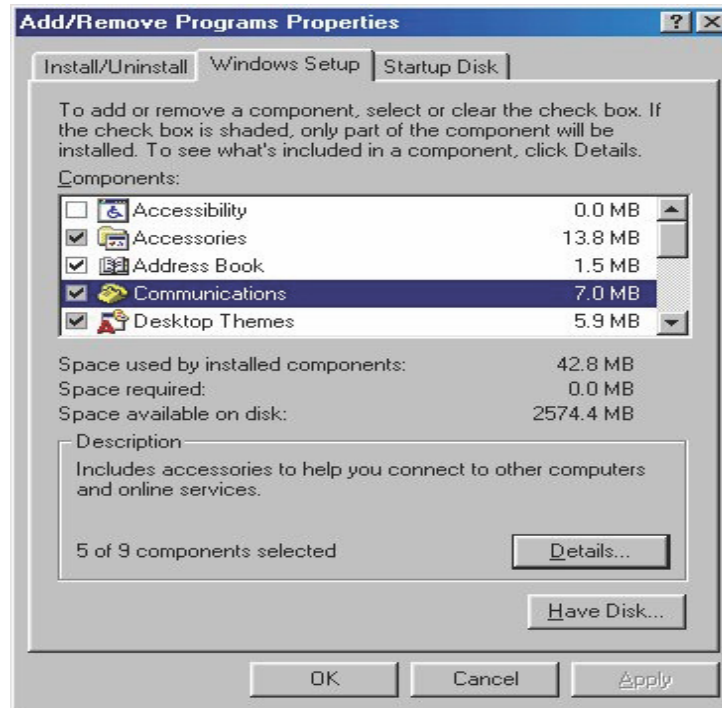 Add/Remove Programs Properties
Install/Uninstall Windows Setup Startup Disk
To add or remove a component, select or clear the check box. If
the check box is shaded, only part of the component will be
installed. To see what's included in a component, click Details.
Components:
Accessibility 0.0 MB
Accessories 13.8 MB
Address Book 1.5 MB
Communications 7.0 MB
Desktop Themes 5.9 MB
Space used by installed components: 42.8 MB
Space required: 0.0 MB
Space available on disk: 2574.4 MB
Description
Includes accessories to help you connect to other computers
and online services.
5 of 9 components selected Details...
Have Disk...
OK Cancel Apply